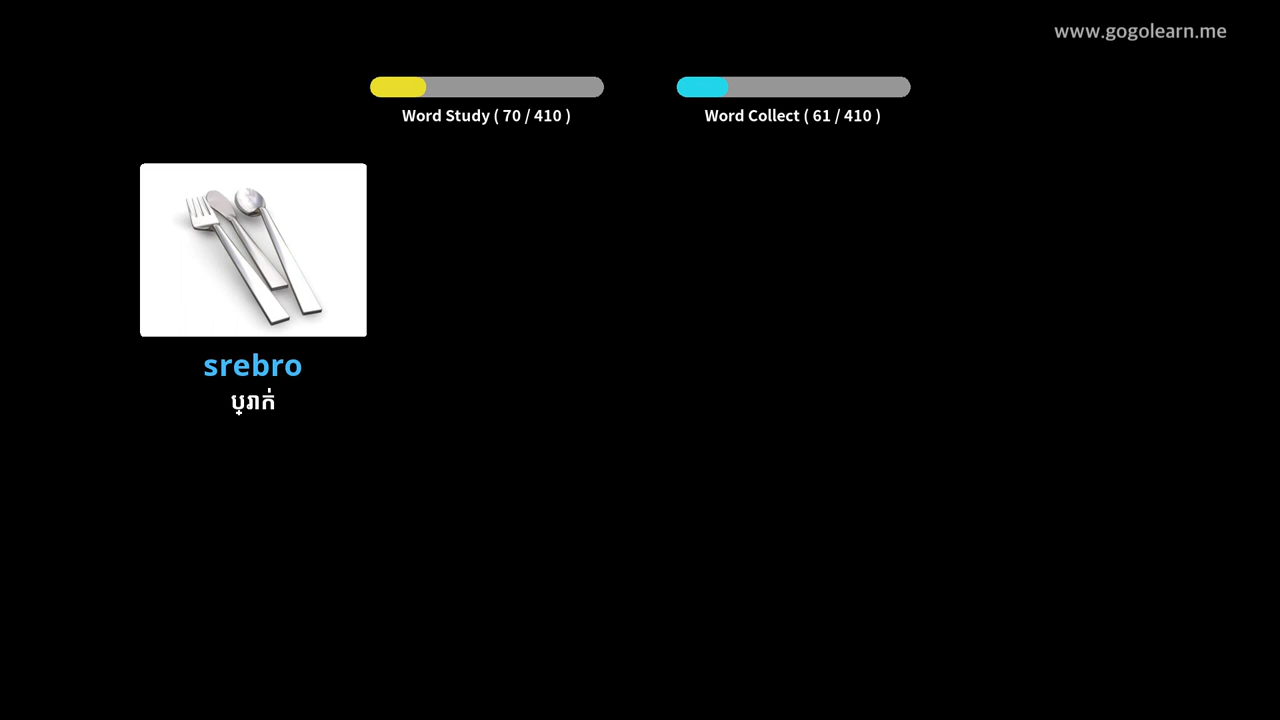 www.gogolearn.me
Word Study ( 70 / 410 )
Word Collect ( 61 / 410 )
srebro
ប្រាក់